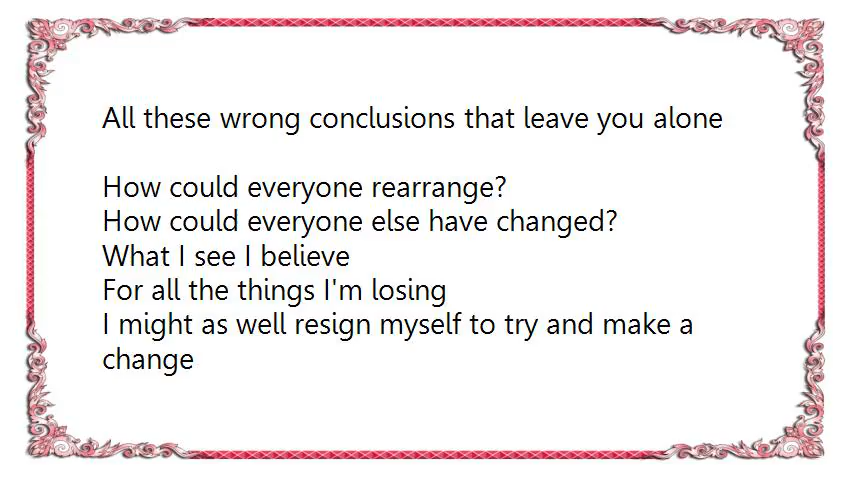 All these wrong conclusions that leave you alone
How could everyone rearrange?
How could everyone else have changed?
What I see I believe
For all the things I'm losing
I might as well resign myself to try and make a
change